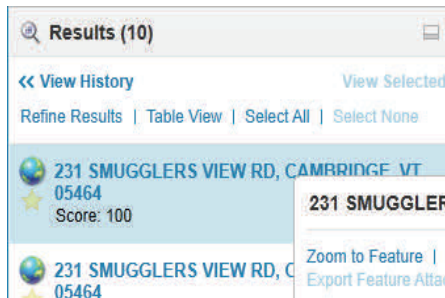 Results (10)
<< View History View Selected
Refine Results | Table View | Select All | Select None
231 SMUGGLERS VIEW RD, CAMBRIDGE, VT
05464
Score: 100
231 SMUGGLER
Zoom to Feature |
Export Feature
231 SMUGGLERS VIEW RD,
05464